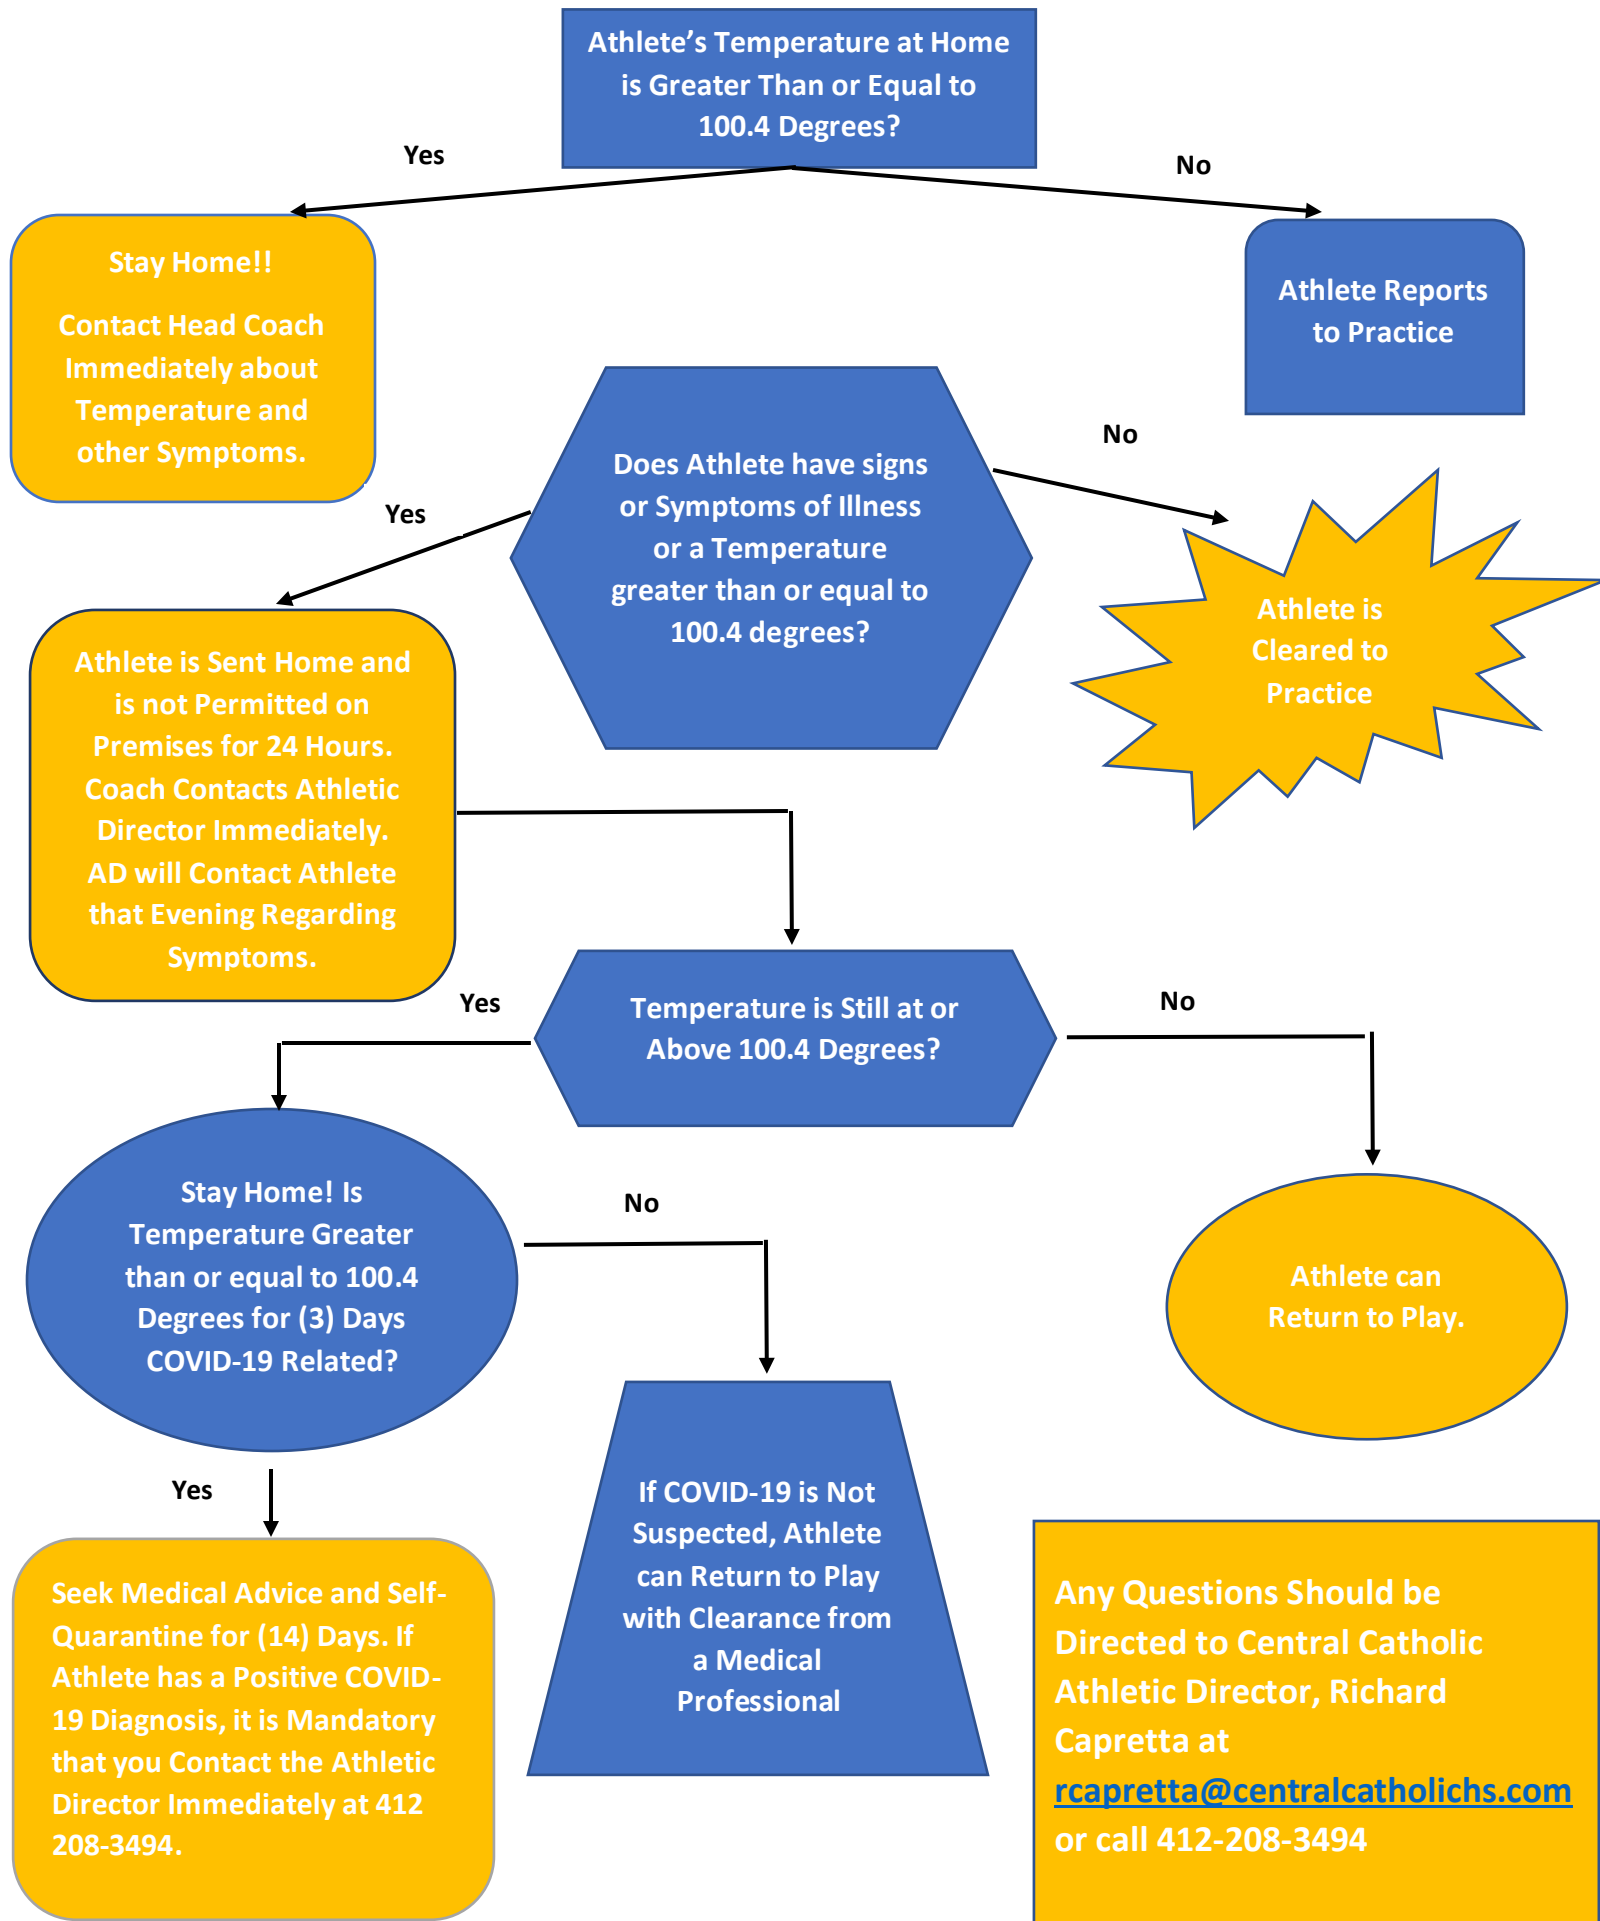 Athlete's Temperature at Home
is Greater Than or Equal to
100.4 Degrees?
Yes
No
Stay Home!!
Contact Head Coach
Immediately about
Temperature and
other Symptoms.
Athlete Reports
to Practice
Does Athlete have signs
or Symptoms of Illness
or a Temperature
greater than or equal to
100.4 degrees?
No
Yes
Athlete is
Cleared to
Practice
Athlete is Sent Home and
is not Permitted on
Premises for 24 Hours.
Coach Contacts Athletic
Director Immediately.
AD will Contact Athlete
that Evening Regarding
Symptoms.
Temperature is Still at or
Above 100.4 Degrees?
Yes
No
Stay Home! Is
Temperature Greater
than or equal to 100.4
Degrees for (3) Days
COVID-19 Related?
No
Athlete can
Return to Play.
Yes
If COVID-19 is Not
Suspected, Athlete
can Return to Play
with Clearance from
a Medical
Professional
Seek Medical Advice and Self-
Quarantine for (14) Days. If
Athlete has a Positive COVID-
19 Diagnosis, it is Mandatory
that you Contact the Athletic
Director Immediately at 412
208-3494.
Any Questions Should be
Directed to Central Catholic
Athletic Director, Richard
Capretta at
rcapretta@centralcatholichs.com
or call 412-208-3494